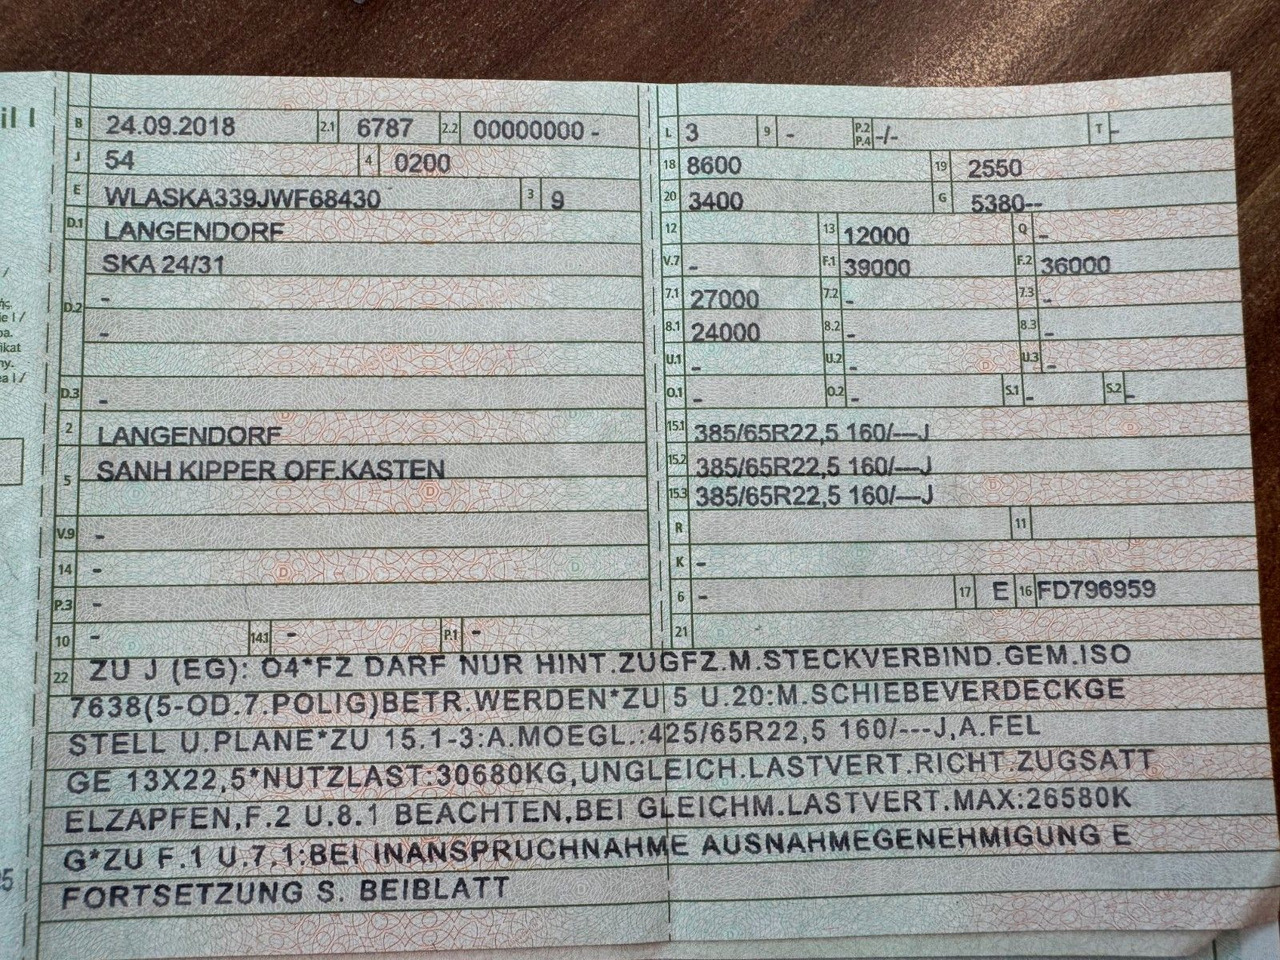 il I
B 24.09.2018 2.1 6787 2.2 00000000 -
J 54 4 0200
E WLASKA339JWF68430 3 9
D.1 LANGENDORF
SKA 24/31
D.2 -
-
D.3 -
2 LANGENDORF
5 SANH KIPPER OFF.KASTEN
V.9 -
14 -
P.3 -
10 - 14.1 - P.1 -
L 3 9 - P.2 P.4 -/- T -
18 8600 19 2550
20 3400 G 5380--
12 13 12000 Q -
V.7 - F.1 39000 F.2 36000
7.1 27000 7.2 - 7.3 -
8.1 24000 8.2 - 8.3 -
U.1 - U.2 - U.3 -
O.1 - O.2 - S.1 - S.2 -
15.1 385/65R22,5 160/---J
15.2 385/65R22,5 160/---J
15.3 385/65R22,5 160/---J
R 11
K -
6 - 17 E 16 FD796959
21
22 ZU J (EG): O4*FZ DARF NUR HINT.ZUGFZ.M.STECKVERBIND.GEM.ISO
7638(5-OD.7.POLIG)BETR.WERDEN*ZU 5 U.20:M.SCHIEBEVERDECKGE
STELL U.PLANE*ZU 15.1-3:A.MOEGL.:425/65R22,5 160/---J,A.FEL
GE 13X22,5*NUTZLAST:30680KG,UNGLEICH.LASTVERT.RICHT.ZUGSATT
ELZAPFEN,F.2 U.8.1 BEACHTEN,BEI GLEICHM.LASTVERT.MAX:26580K
G*ZU F.1 U.7.1:BEI INANSPRUCHNAHME AUSNAHMEGENEHMIGUNG E
FORTSETZUNG S. BEIBLATT